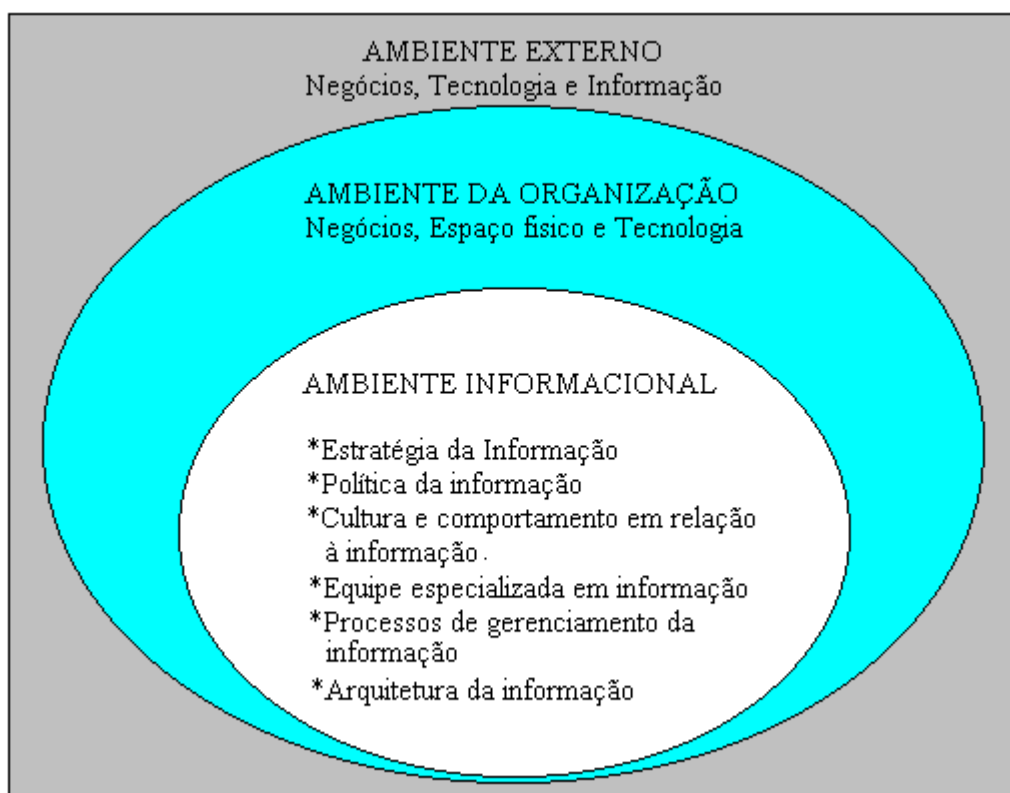 AMBIENTE EXTERNO
Negócios, Tecnologia e Informação
AMBIENTE DA ORGANIZAÇÃO
Negócios, Espaço físico e Tecnologia
AMBIENTE INFORMACIONAL
*Estratégia da Informação
*Política da informação
*Cultura e comportamento em relação
à informação.
*Equipe especializada em informação
*Processos de gerenciamento da
informação
*Arquitetura da informação